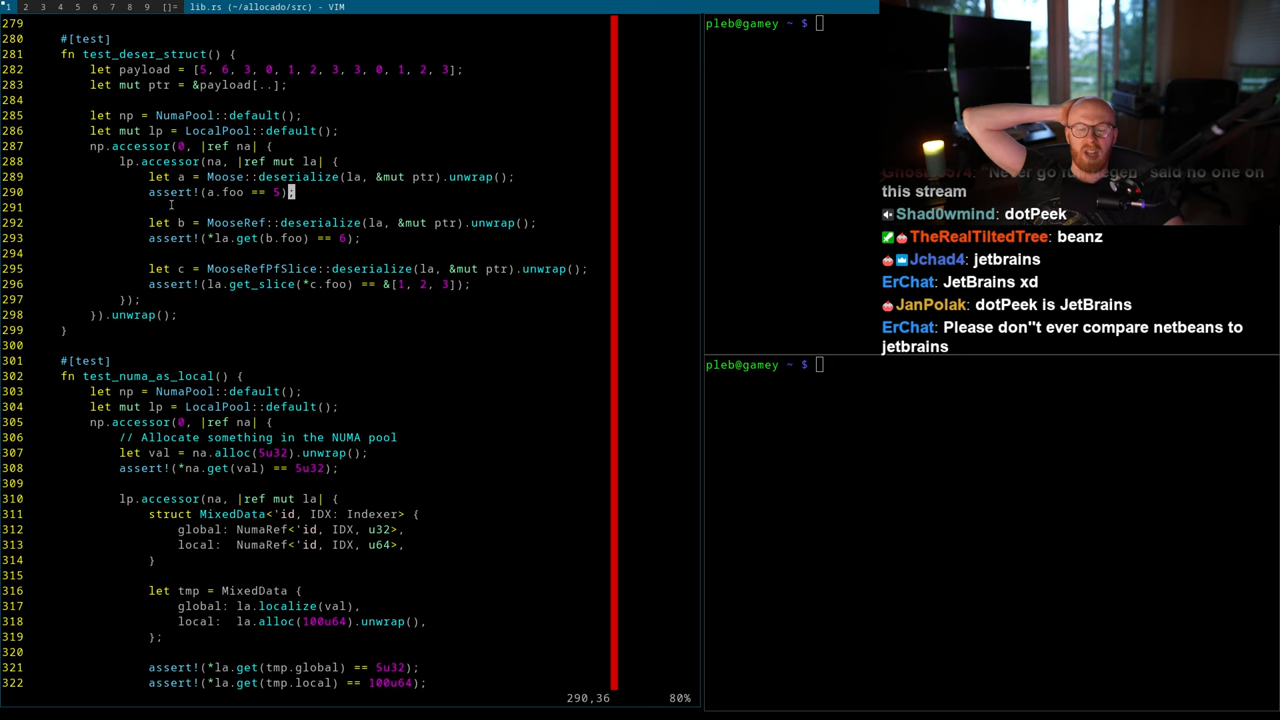 1 2 3 4 5 6 7 8 9 []= lib.rs (~/allocado/src) - VIM
279
280 #[test]
281 fn test_deser_struct() {
282 let payload = [5, 6, 3, 0, 1, 2, 3, 3, 0, 1, 2, 3];
283 let mut ptr = &payload[..];
284
285 let np = NumaPool::default();
286 let mut lp = LocalPool::default();
287 np.accessor(0, |ref na| {
288 lp.accessor(na, |ref mut la| {
289 let a = Moose::deserialize(la, &mut ptr).unwrap();
290 assert!(a.foo == 5);
291
292 let b = MooseRef::deserialize(la, &mut ptr).unwrap();
293 assert!(*la.get(b.foo) == 6);
294
295 let c = MooseRefPfSlice::deserialize(la, &mut ptr).unwrap();
296 assert!(la.get_slice(*c.foo) == &[1, 2, 3]);
297 });
298 }).unwrap();
299 }
300
301 #[test]
302 fn test_numa_as_local() {
303 let np = NumaPool::default();
304 let mut lp = LocalPool::default();
305 np.accessor(0, |ref na| {
306 // Allocate something in the NUMA pool
307 let val = na.alloc(5u32).unwrap();
308 assert!(*na.get(val) == 5u32);
309
310 lp.accessor(na, |ref mut la| {
311 struct MixedData<'id, IDX: Indexer> {
312 global: NumaRef<'id, IDX, u32>,
313 local: NumaRef<'id, IDX, u64>,
314 }
315
316 let tmp = MixedData {
317 global: la.localize(val),
318 local: la.alloc(100u64).unwrap(),
319 };
320
321 assert!(*la.get(tmp.global) == 5u32);
322 assert!(*la.get(tmp.local) == 100u64);
290,36 80%
pleb@gamey ~ $
pleb@gamey ~ $
"Never go full degen" said no one on
this stream
Shad0wmind: dotPeek
TheRealTiltedTree: beanz
Jchad4: jetbrains
ErChat: JetBrains xd
JanPolak: dotPeek is JetBrains
ErChat: Please don"t ever compare netbeans to
jetbrains